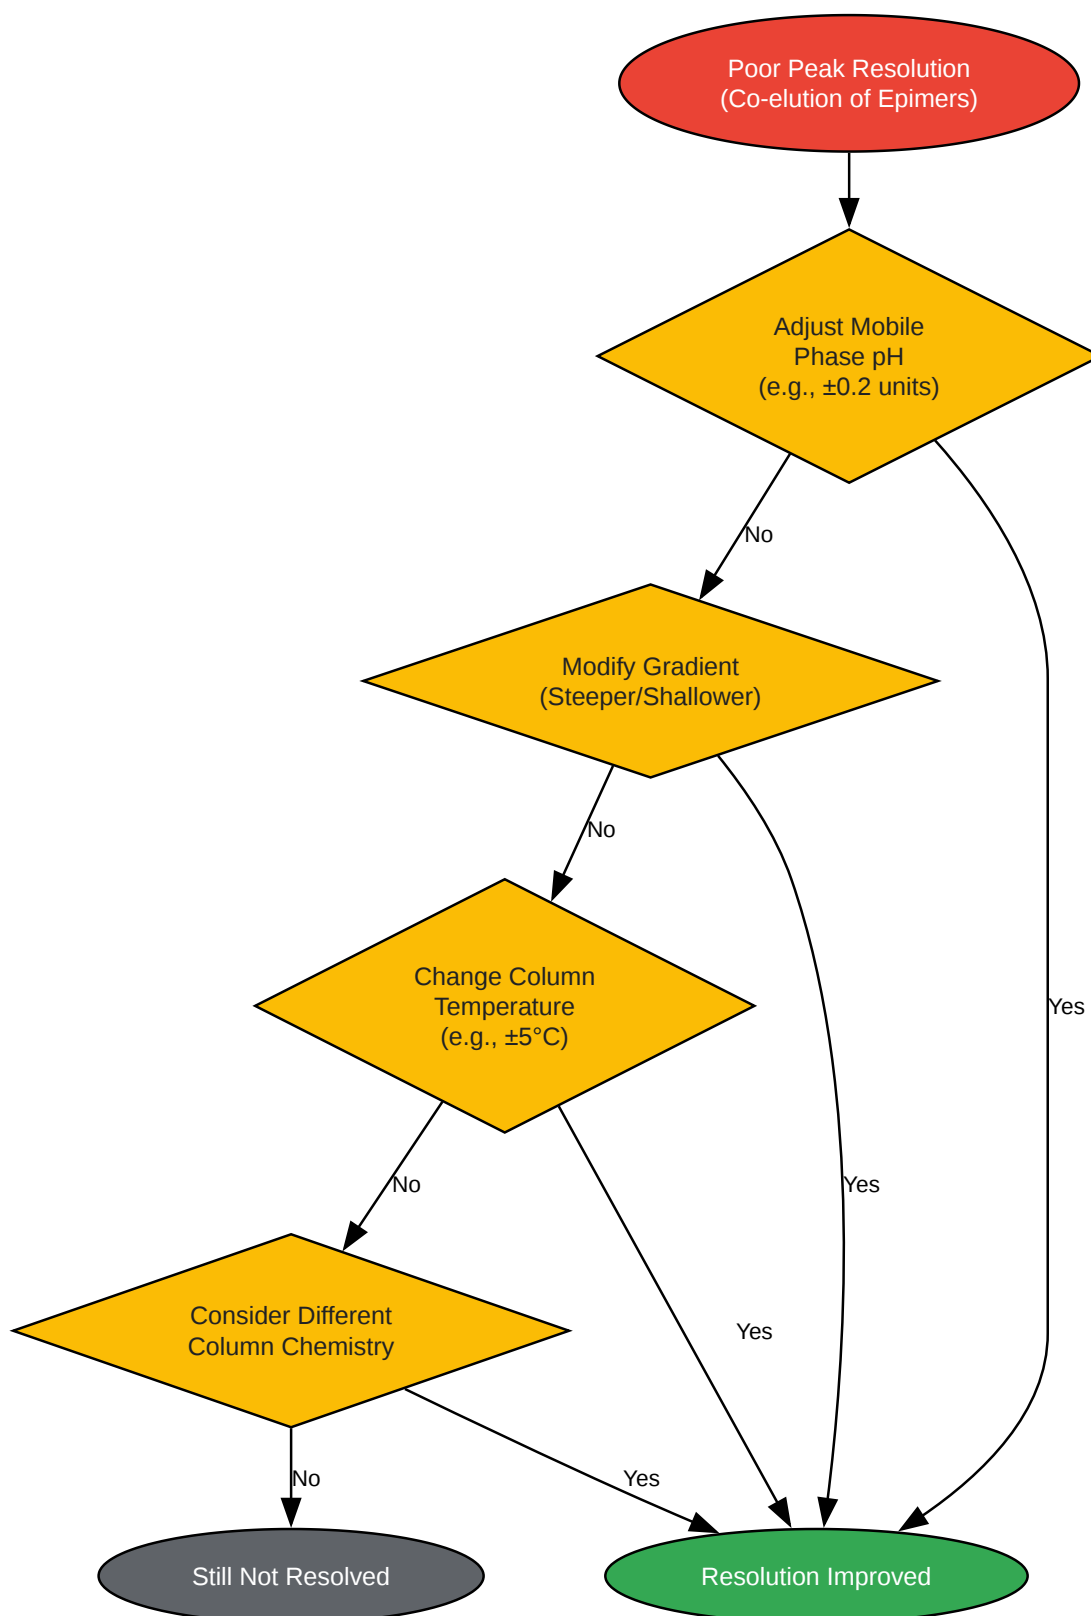 Poor Peak Resolution
(Co-elution of Epimers)
Adjust Mobile
Phase pH
(e.g., ±0.2 units)
No
Modify Gradient
(Steeper/Shallower)
No
Change Column
Temperature
(e.g., ±5°C)
Yes
No
Yes
Consider Different
Column Chemistry
Yes
No
Yes
Still Not Resolved
Resolution Improved